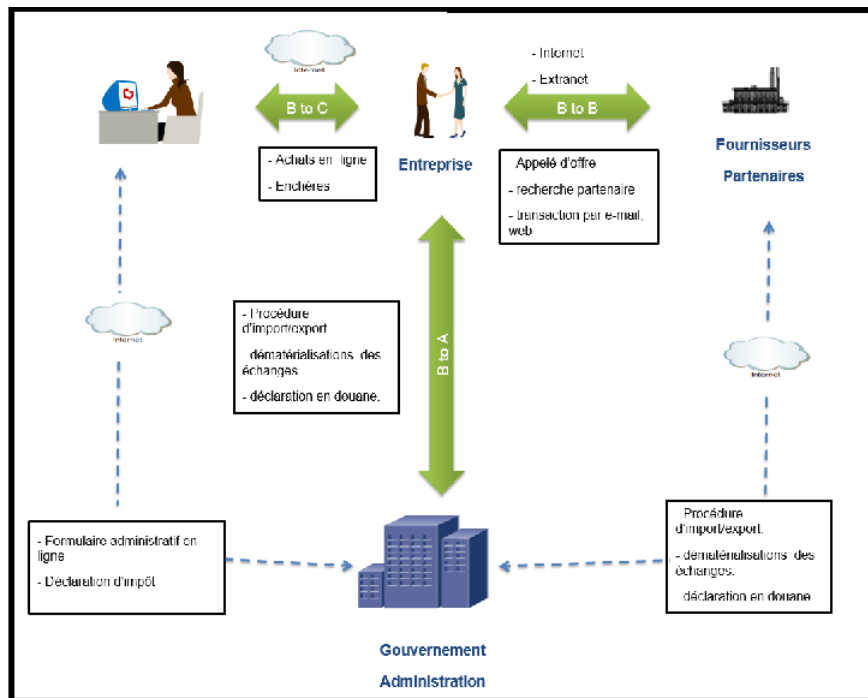 Internet
B to C
- Achats en ligne
- Enchères
Entreprise
- Internet
- Extranet
B to B
Appelé d'offre
- recherche partenaire
- transaction par e-mail,
web
Fournisseurs
Partenaires
Internet
- Procédure
d'import/export
dématérialisations des
échanges
- déclaration en douane.
B to A
Internet
- Formulaire administratif en
ligne
- Déclaration d'impôt
Procédure
d'import/export.
- dématérialisations des
échanges.
déclaration en douane
Gouvernement
Administration